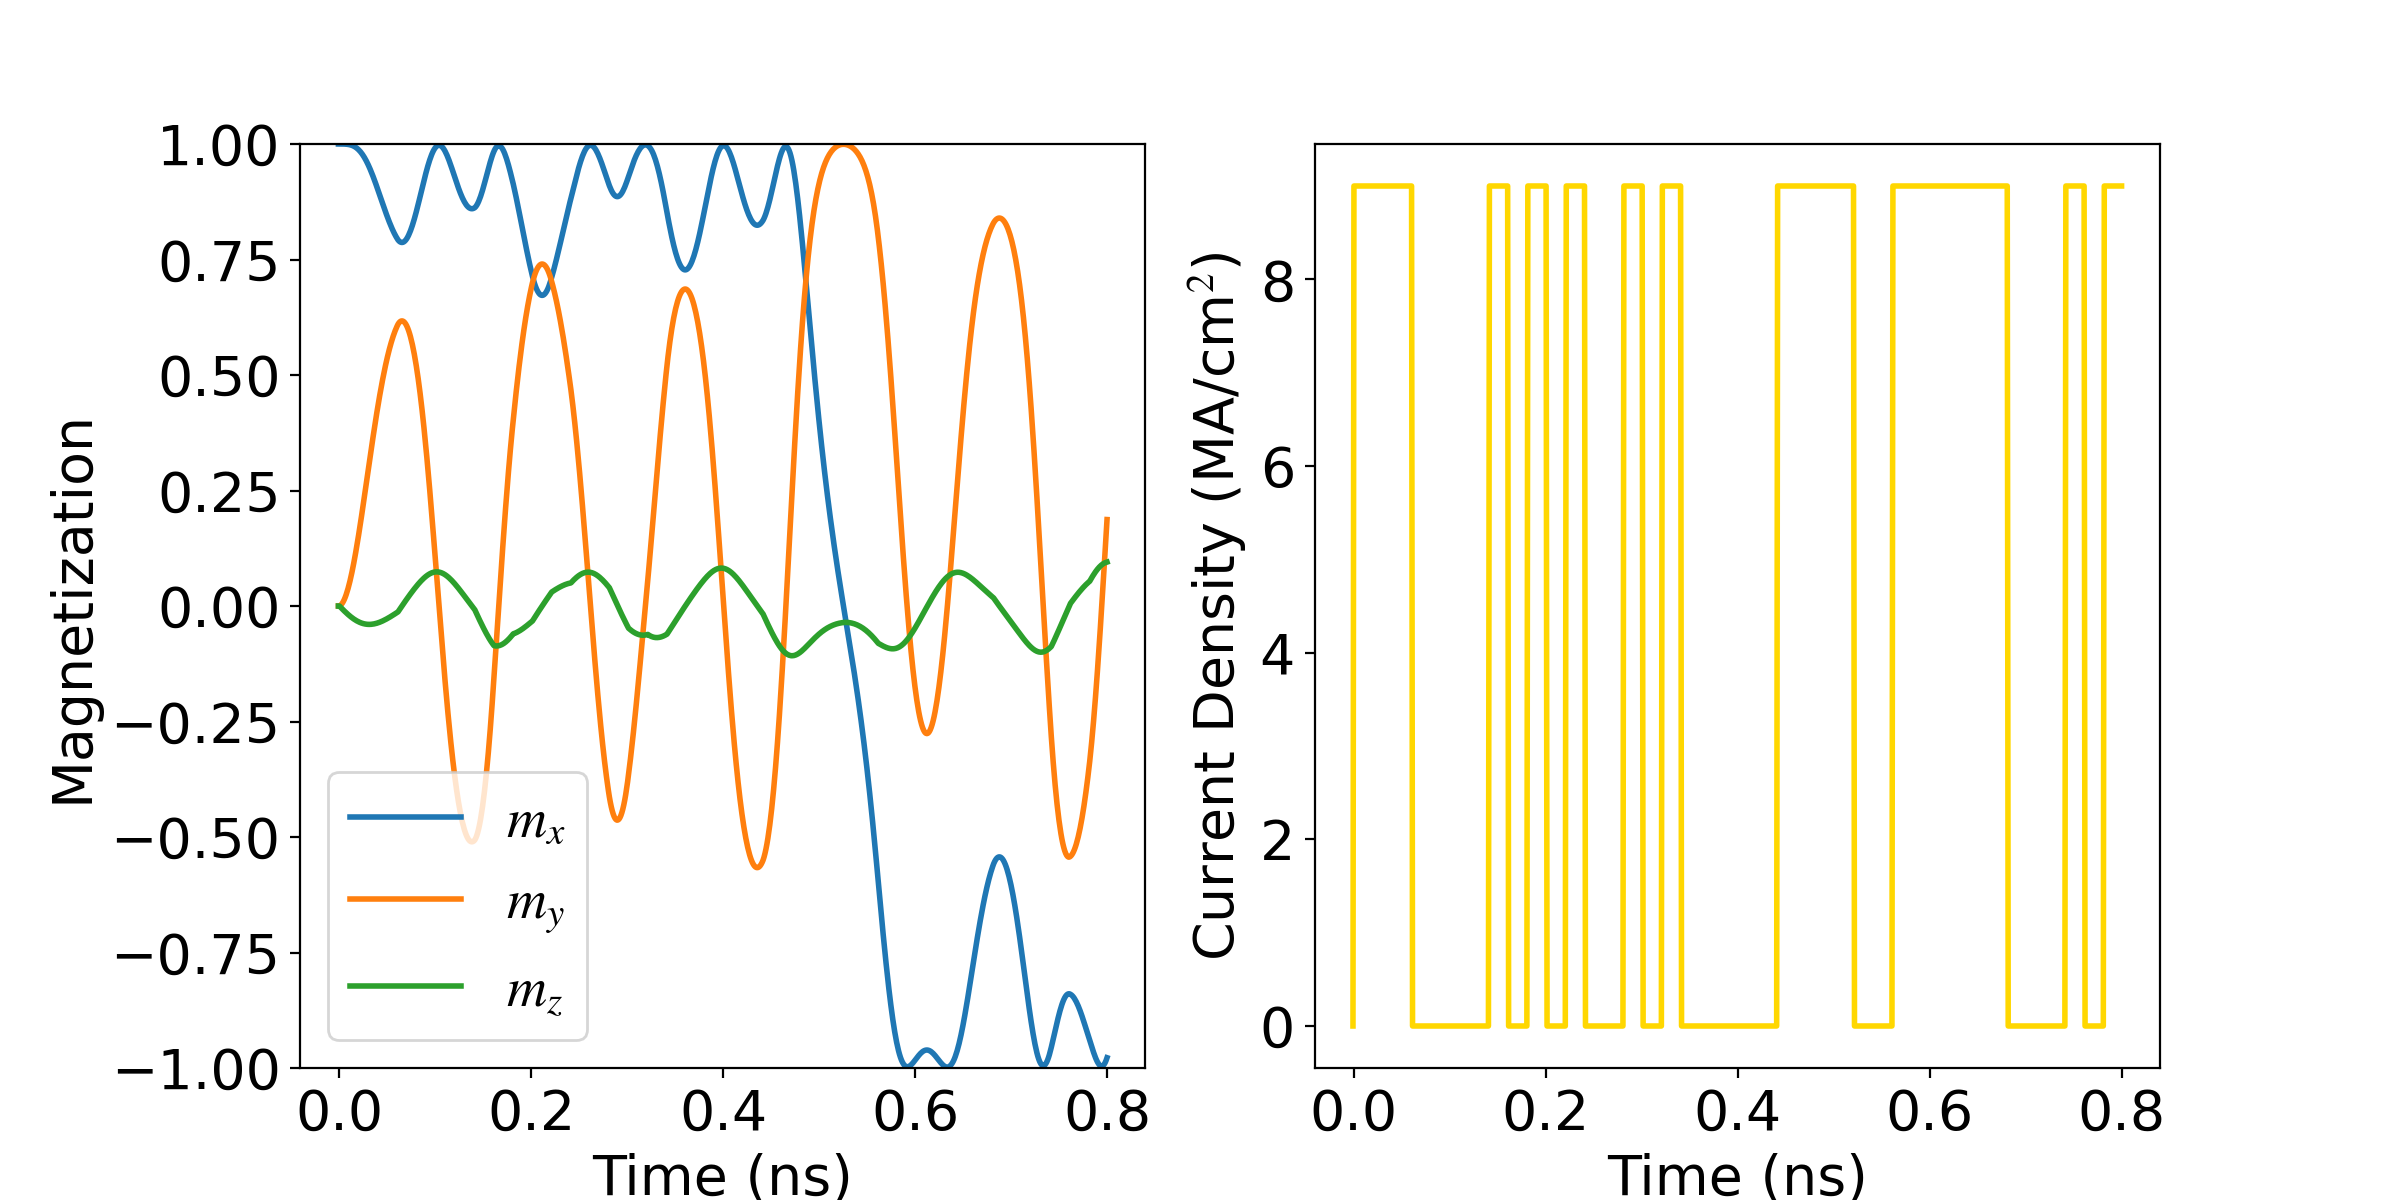 Magnetization
1.00
0.75
0.50
0.25
0.00
−0.25
−0.50
−0.75
−1.00
m_x
m_y
m_z
0.0 0.2 0.4 0.6 0.8
Time (ns)
Current Density (MA/cm²)
8
6
4
2
0
0.0 0.2 0.4 0.6 0.8
Time (ns)